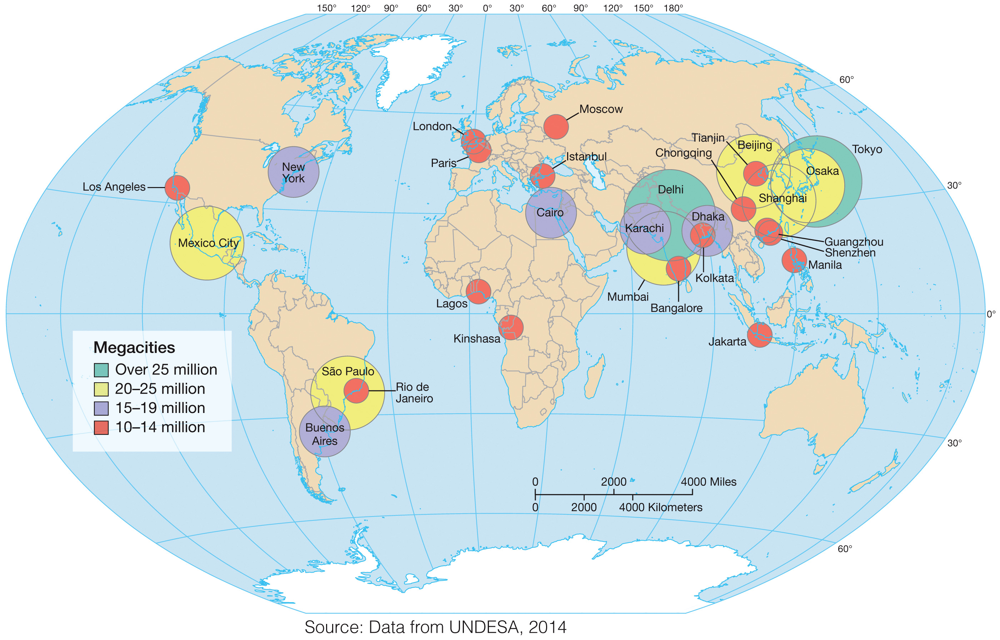 150° 120° 90° 60° 30° 0° 30° 60° 90° 120° 150° 180°
60°
Moscow
London
Tianjin
Beijing
Tokyo
Chongqing
Istanbul
Paris
New
York
Osaka
Los Angeles
30°
Delhi
Shanghai
Cairo
Dhaka
Karachi
Mexico City
Guangzhou
Shenzhen
Manila
Kolkata
Mumbai
Lagos
Bangalore
0°
Kinshasa
Jakarta
Megacities
Over 25 million
20–25 million
15–19 million
10–14 million
São Paulo
Rio de
Janeiro
Buenos
Aires
30°
0 2000 4000 Miles
0 2000 4000 Kilometers
60°
Source: Data from UNDESA, 2014